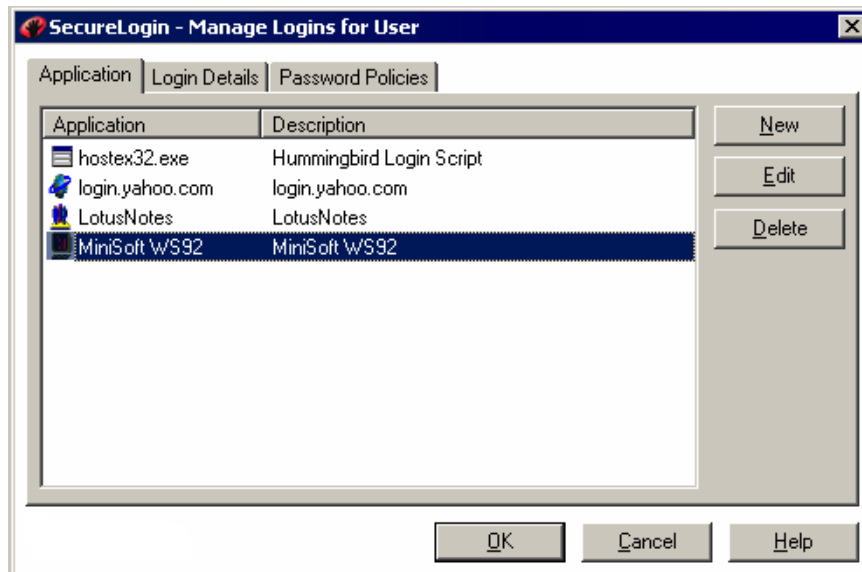 SecureLogin - Manage Logins for User
Application Login Details Password Policies
Application Description
hostex32.exe Hummingbird Login Script
login.yahoo.com login.yahoo.com
LotusNotes LotusNotes
MiniSoft WS92 MiniSoft WS92
New
Edit
Delete
OK Cancel Help